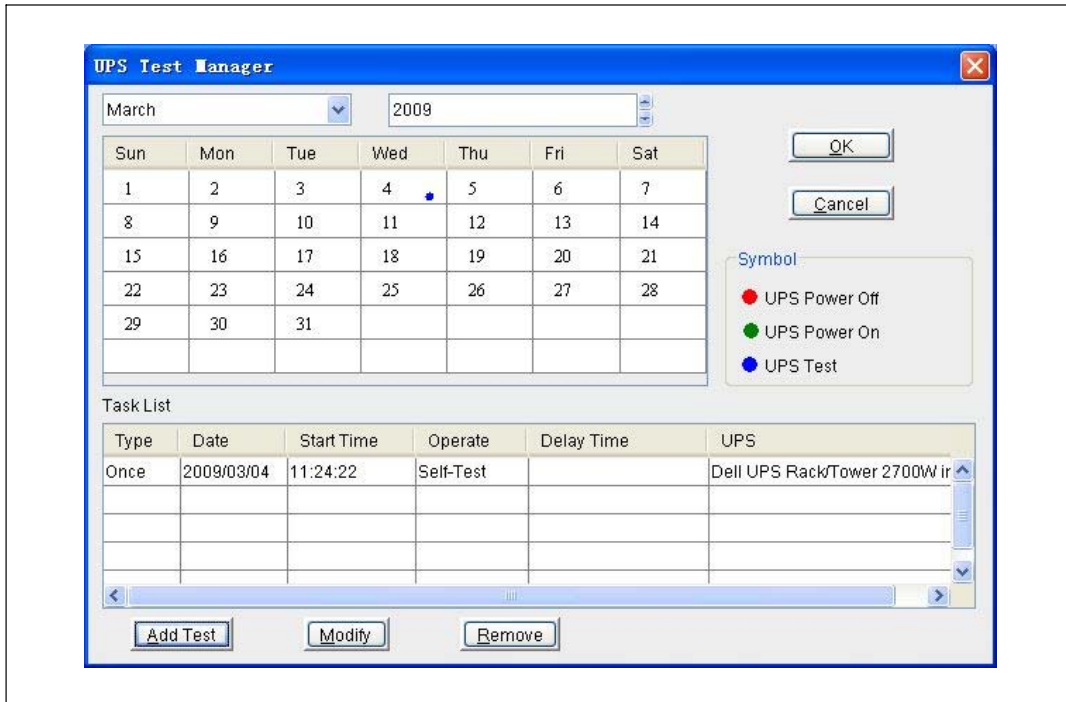 UPS Test Manager
March 2009
OK
Sun Mon Tue Wed Thu Fri Sat
1 2 3 4 5 6 7
Cancel
8 9 10 11 12 13 14
15 16 17 18 19 20 21
Symbol
22 23 24 25 26 27 28
UPS Power Off
29 30 31
UPS Power On
UPS Test
Task List
Type Date Start Time Operate Delay Time UPS
Once 2009/03/04 11:24:22 Self-Test Dell UPS Rack/Tower 2700W in
Add Test Modify Remove